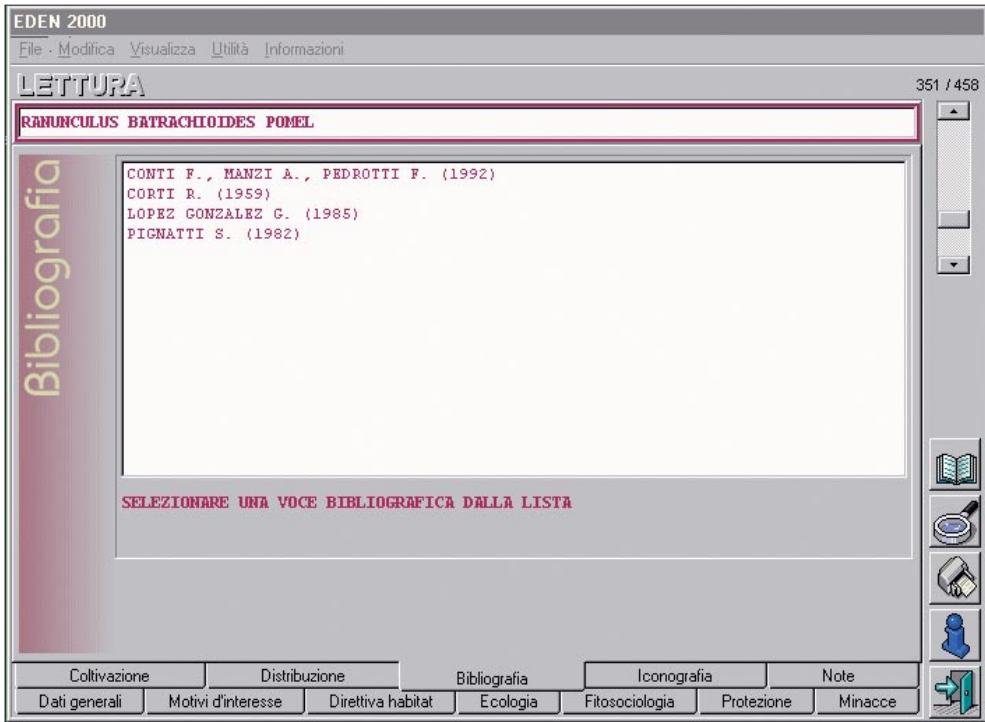 EDEN 2000
File Modifica Visualizza Utilità Informazioni
LETTURA
351 / 458
RANUNCULUS BATRACHIOIDES POMEL
Bibliografia
CONTI F., MANZI A., PEDROTTI F. (1992)
CORTI R. (1959)
LOPEZ GONZALEZ G. (1985)
PIGNATTI S. (1982)
SELEZIONARE UNA VOCE BIBLIOGRAFICA DALLA LISTA
Coltivazione Distribuzione Bibliografia Iconografia Note
Dati generali Motivi d'interesse Direttiva habitat Ecologia Fitosociologia Protezione Minacce